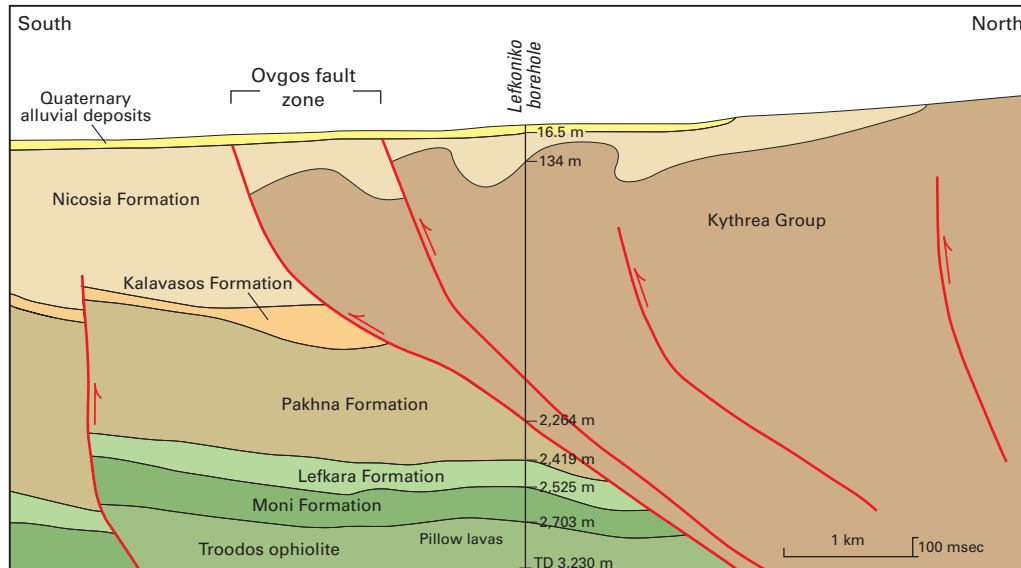 South
North
Ovgos fault
zone
Lefkoniko
borehole
Quaternary
alluvial deposits
16.5 m
134 m
Nicosia Formation
Kythrea Group
Kalavasos Formation
Pakhna Formation
2,264 m
2,419 m
Lefkara Formation
2,525 m
Moni Formation
2,703 m
Pillow lavas
Troodos ophiolite
1 km
100 msec
TD 3,230 m